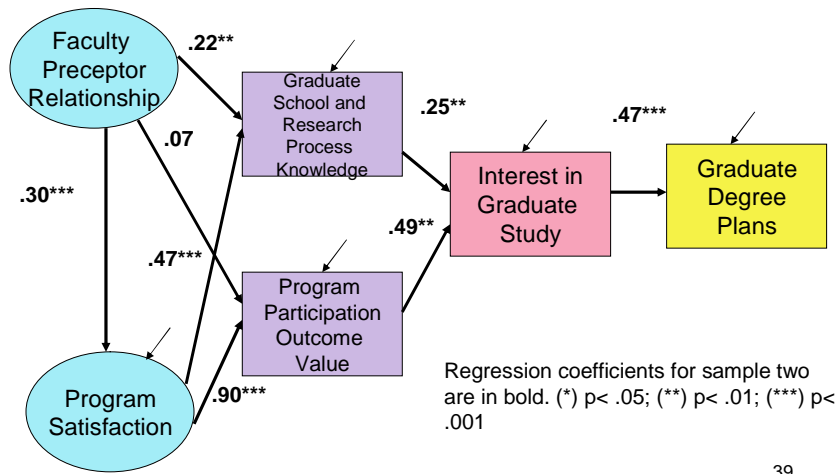 Faculty
Preceptor
Relationship
.22**
Graduate
School and
Research
Process
Knowledge
.25**
.47***
.07
Interest in
Graduate
Study
Graduate
Degree
Plans
.30***
.47***
.49**
Program
Participation
Outcome
Value
Program
Satisfaction
.90***
Regression coefficients for sample two
are in bold. (*) p< .05; (**) p< .01; (***) p<
.001
39